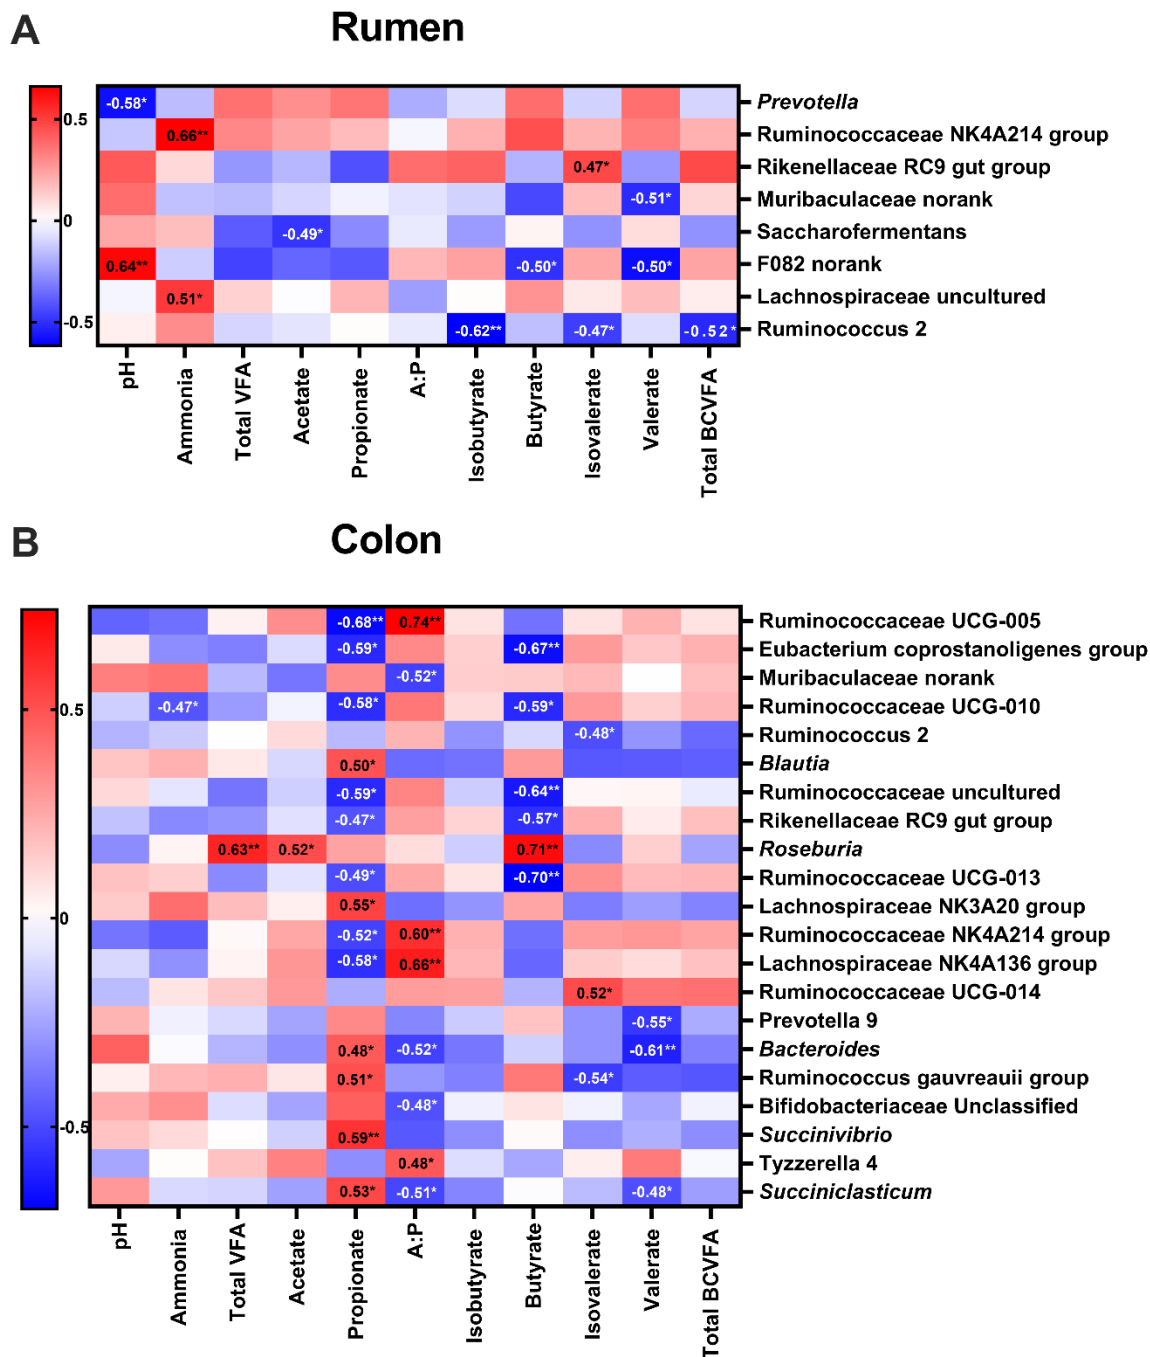 A
Rumen
0.5
0
-0.5
-0.58* Prevotella
0.66** Ruminococcaceae NK4A214 group
0.47* Rikenellaceae RC9 gut group
-0.51* Muribaculaceae norank
-0.49* Saccharofermentans
0.64** -0.50* -0.50* F082 norank
0.51* Lachnospiraceae uncultured
-0.62** -0.47* -0.52* Ruminococcus 2
pH
Ammonia
Total VFA
Acetate
Propionate
A:P
Isobutyrate
Butyrate
Isovalerate
Valerate
Total BCVFA
B
Colon
0.5
0
-0.5
-0.68** 0.74** Ruminococcaceae UCG-005
-0.59* -0.67** Eubacterium coprostanoligenes group
-0.52* Muribaculaceae norank
-0.47* -0.58* -0.59* Ruminococcaceae UCG-010
-0.48* Ruminococcus 2
0.50* Blautia
-0.59* -0.64** Ruminococcaceae uncultured
-0.47* -0.57* Rikenellaceae RC9 gut group
0.63** 0.52* 0.71** Roseburia
-0.49* -0.70** Ruminococcaceae UCG-013
0.55* Lachnospiraceae NK3A20 group
-0.52* 0.60** Ruminococcaceae NK4A214 group
-0.58* 0.66** Lachnospiraceae NK4A136 group
0.52* Ruminococcaceae UCG-014
-0.55* Prevotella 9
0.48* -0.52* -0.61** Bacteroides
0.51* -0.54* Ruminococcus gauvreauii group
-0.48* Bifidobacteriaceae Unclassified
0.59** Succinivibrio
0.48* Tyzzerella 4
0.53* -0.51* -0.48* Succiniclasticum
pH
Ammonia
Total VFA
Acetate
Propionate
A:P
Isobutyrate
Butyrate
Isovalerate
Valerate
Total BCVFA